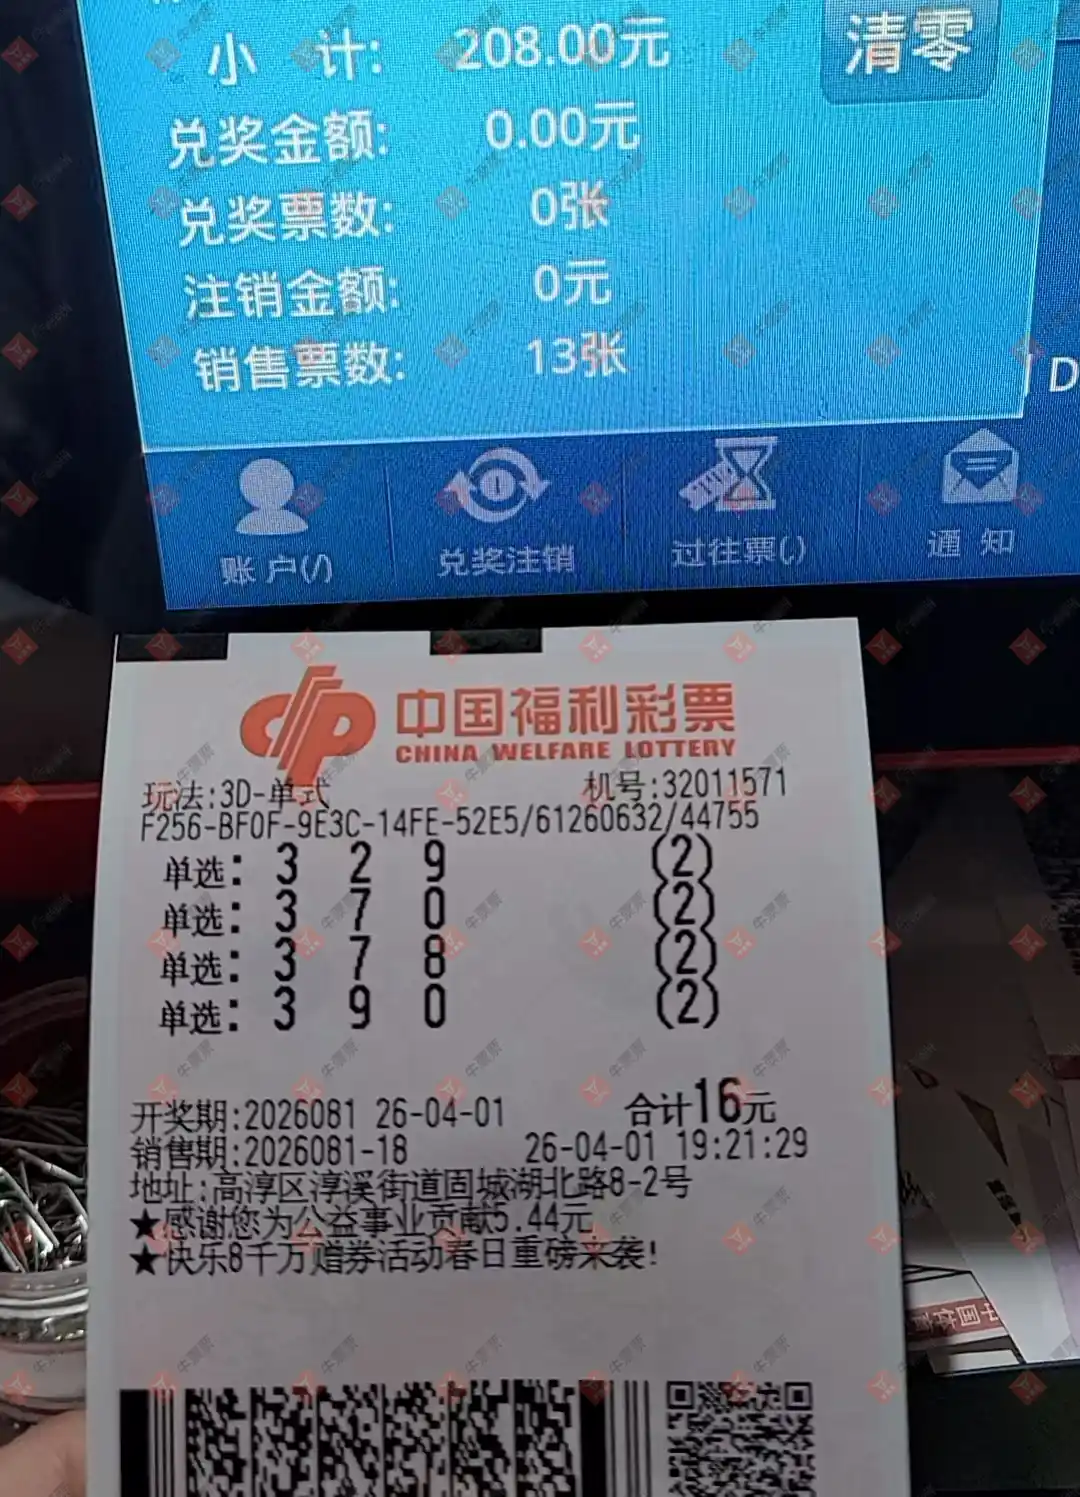 小 计: 208.00元
清零
兑奖金额: 0.00元
兑奖票数: 0张
注销金额: 0元
销售票数: 13张
D
账户(/)
兑奖注销
过往票(,)
通 知
中国福利彩票
CHINA WELFARE LOTTERY
玩法:3D-单式 机号:32011571
F256-BF0F-9E3C-14FE-52E5/61260632/44755
单选: 3 2 9 (2)
单选: 3 7 0 (2)
单选: 3 7 8 (2)
单选: 3 9 0 (2)
开奖期:2026081 26-04-01 合计16元
销售期:2026081-18 26-04-01 19:21:29
地址:高淳区淳溪街道固城湖北路8-2号
★感谢您为公益事业贡献5.44元
★快乐8千万赠券活动春日重磅来袭!
中国体育
牛票票